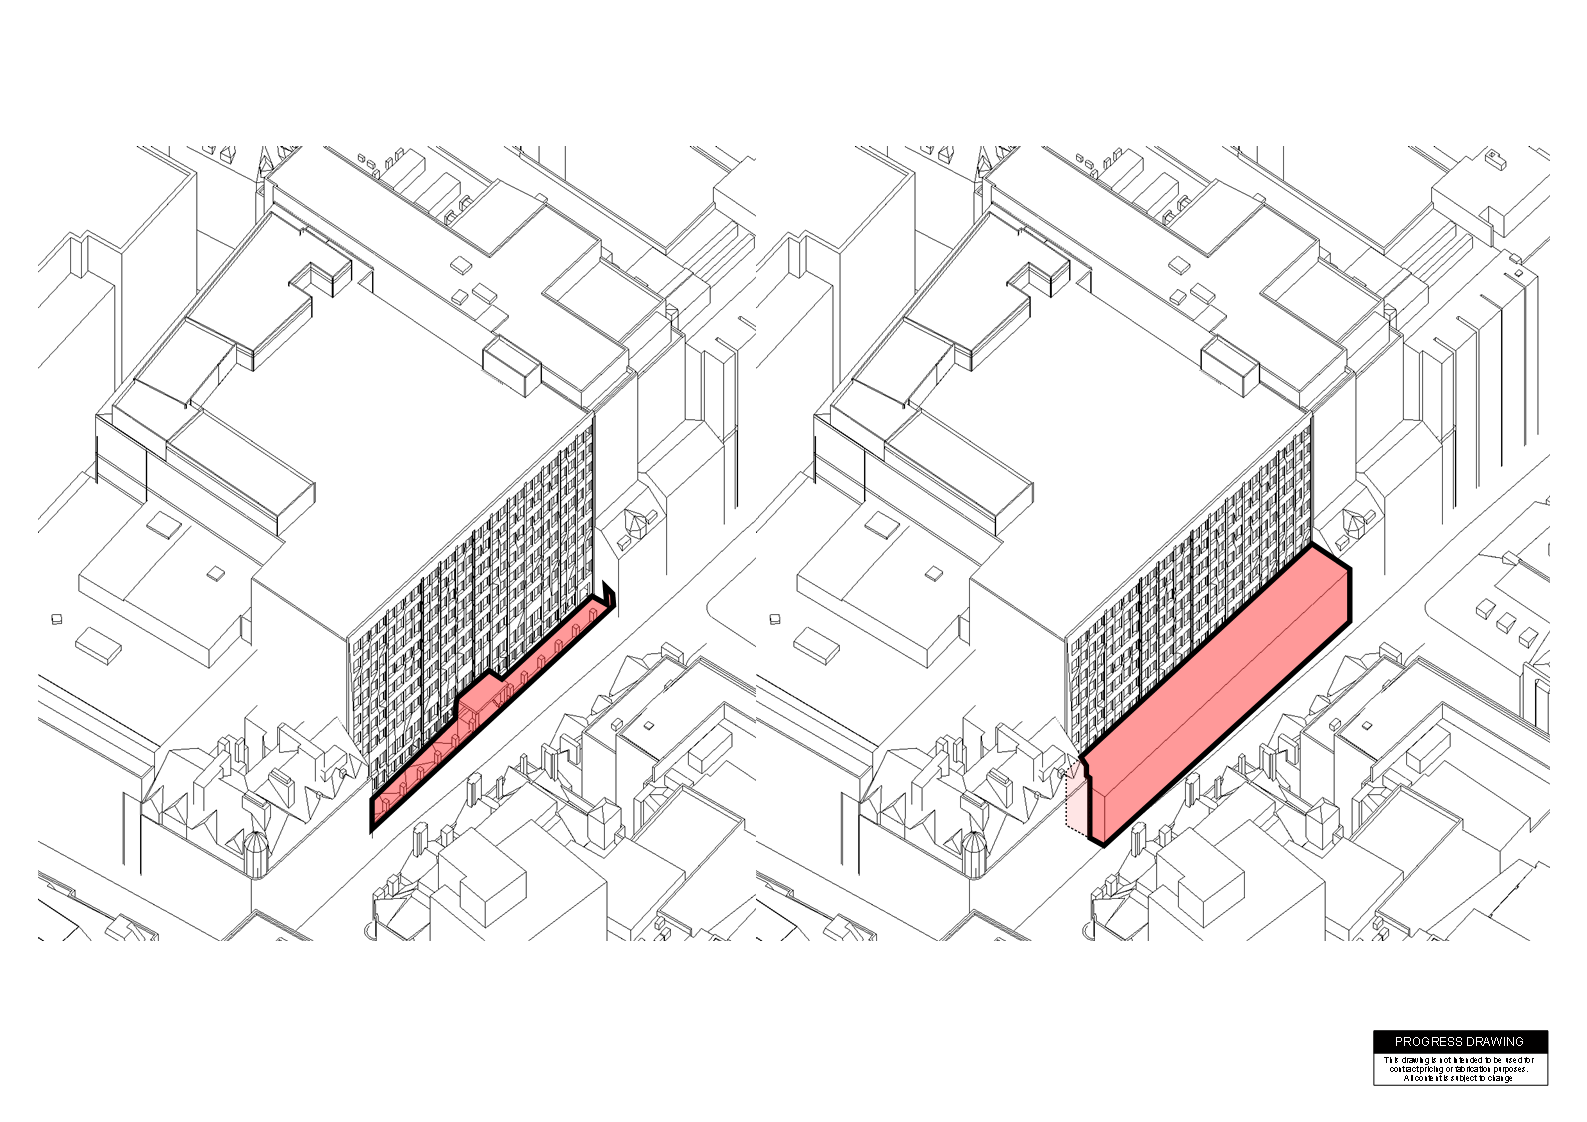 PROGRESS DRAWING
This drawing is not intended to be used for
contract pricing or fabrication purposes.
All content is subject to change